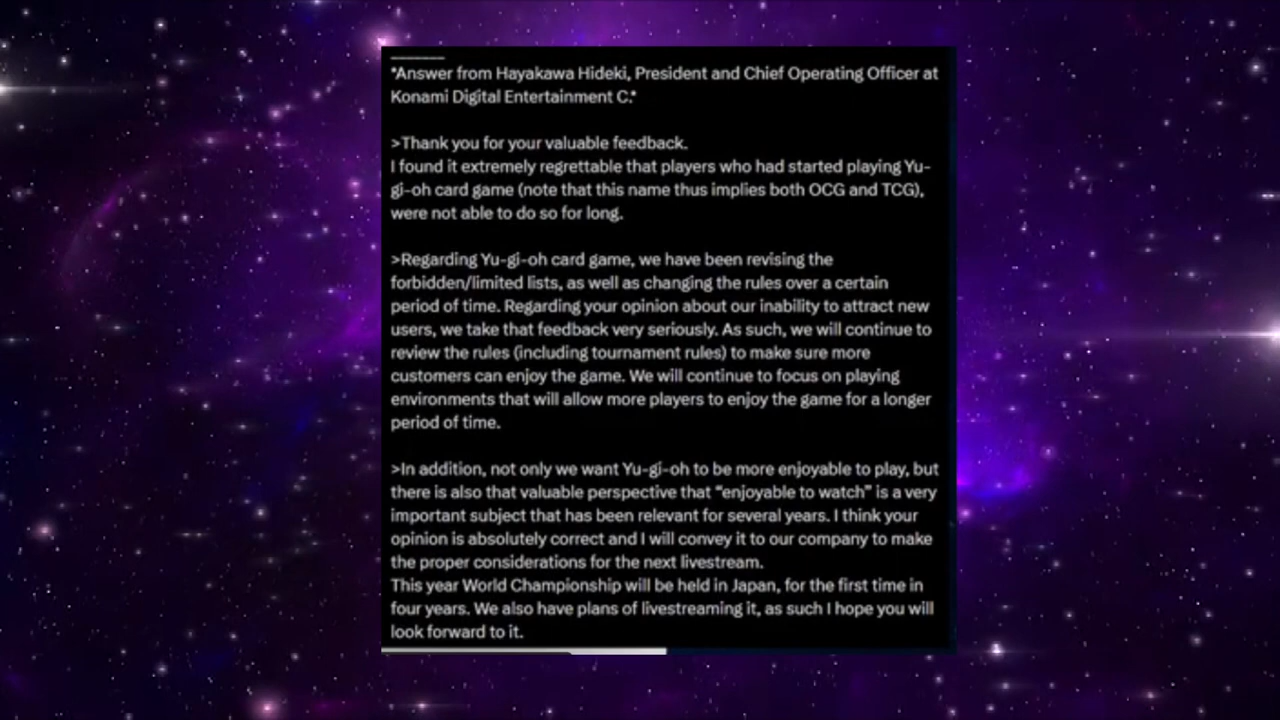 *Answer from Hayakawa Hideki, President and Chief Operating Officer at
Konami Digital Entertainment C.*
>Thank you for your valuable feedback.
I found it extremely regrettable that players who had started playing Yu-
gi-oh card game (note that this name thus implies both OCG and TCG),
were not able to do so for long.
>Regarding Yu-gi-oh card game, we have been revising the
forbidden/limited lists, as well as changing the rules over a certain
period of time. Regarding your opinion about our inability to attract new
users, we take that feedback very seriously. As such, we will continue to
review the rules (including tournament rules) to make sure more
customers can enjoy the game. We will continue to focus on playing
environments that will allow more players to enjoy the game for a longer
period of time.
>In addition, not only we want Yu-gi-oh to be more enjoyable to play, but
there is also that valuable perspective that “enjoyable to watch” is a very
important subject that has been relevant for several years. I think your
opinion is absolutely correct and I will convey it to our company to make
the proper considerations for the next livestream.
This year World Championship will be held in Japan, for the first time in
four years. We also have plans of livestreaming it, as such I hope you will
look forward to it.